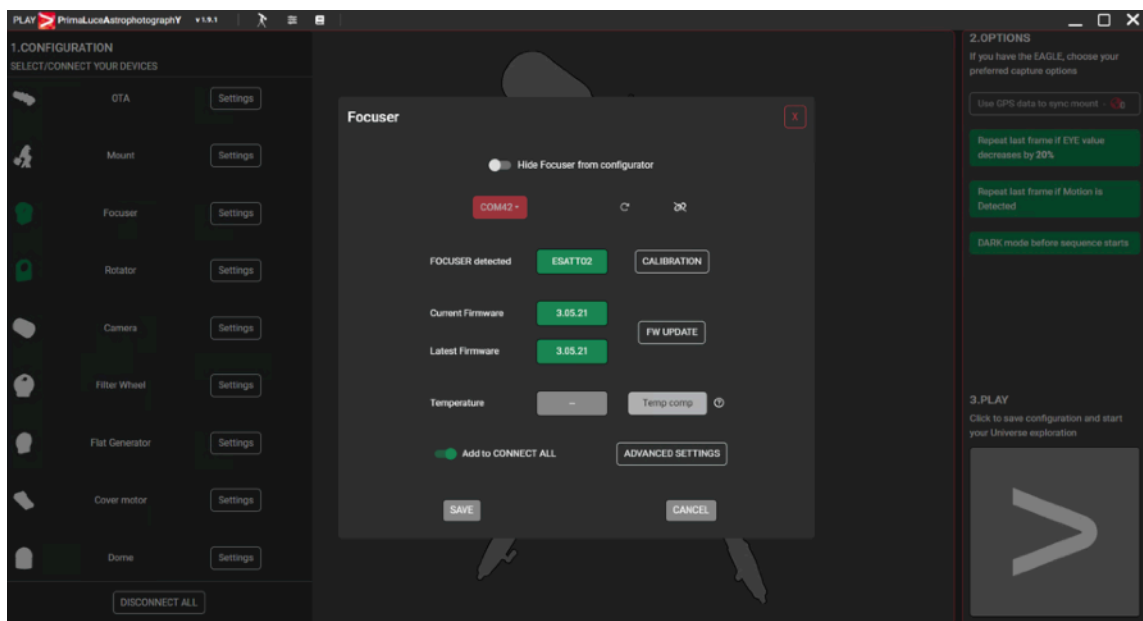 PLAY PrimaLuceAstrophotographY v 1.9.1
1.CONFIGURATION
SELECT/CONNECT YOUR DEVICES
OTA Settings
Mount Settings
Focuser Settings
Rotator Settings
Camera Settings
Filter Wheel Settings
Flat Generator Settings
Cover motor Settings
Dome Settings
DISCONNECT ALL
Focuser X
Hide Focuser from configurator
COM42
FOCUSER detected ESATTO2 CALIBRATION
Current Firmware 3.05.21
FW UPDATE
Latest Firmware 3.05.21
Temperature -- Temp comp ?
Add to CONNECT ALL ADVANCED SETTINGS
SAVE CANCEL
2.OPTIONS
If you have the EAGLE, choose your
preferred capture options
Use GPS data to sync mount -
Repeat last frame if EYE value
decreases by 20%
Repeat last frame if Motion is
Detected
DARK mode before sequence starts
3.PLAY
Click to save configuration and start
your Universe exploration